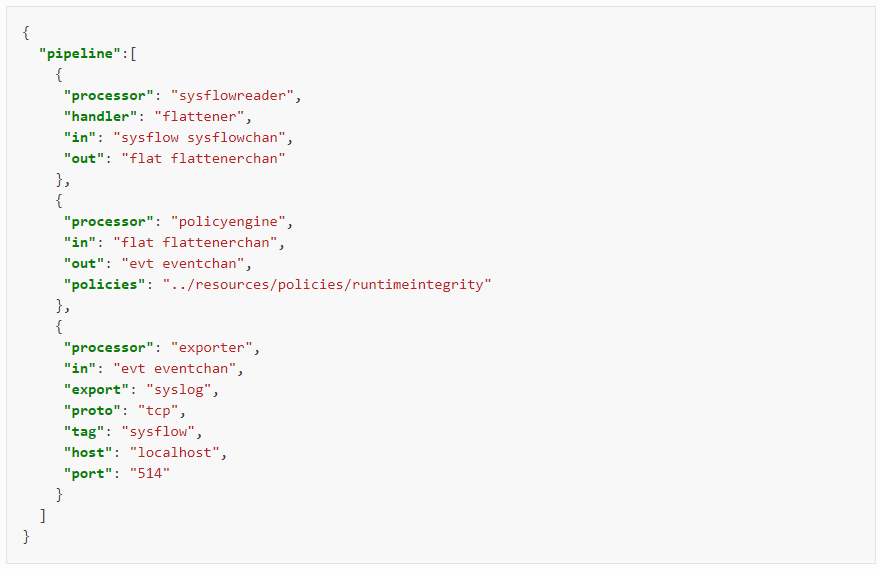 {
  "pipeline":[
    {
     "processor": "sysflowreader",
     "handler": "flattener",
     "in": "sysflow sysflowchan",
     "out": "flat flattenerchan"
    },
    {
     "processor": "policyengine",
     "in": "flat flattenerchan",
     "out": "evt eventchan",
     "policies": "../resources/policies/runtimeintegrity"
    },
    {
     "processor": "exporter",
     "in": "evt eventchan",
     "export": "syslog",
     "proto": "tcp",
     "tag": "sysflow",
     "host": "localhost",
     "port": "514"
    }
  ]
}